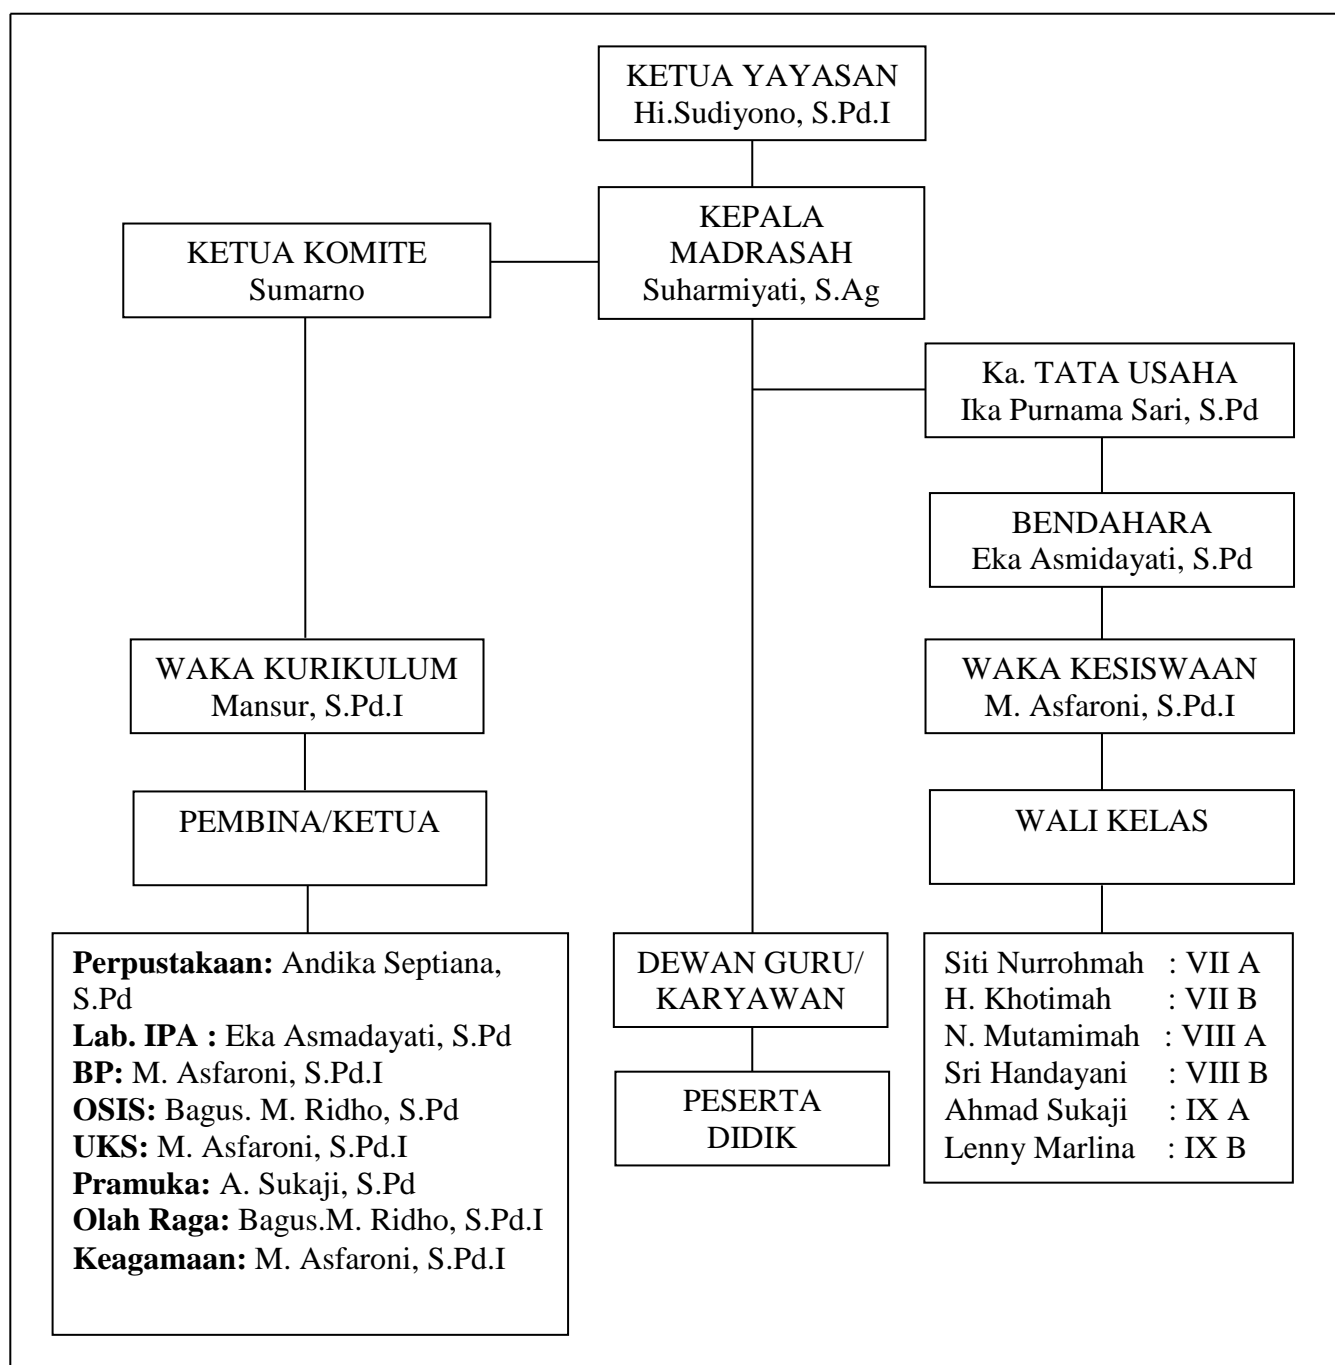 KETUA YAYASAN
Hi.Sudiyono, S.Pd.I
KEPALA
MADRASAH
Suharmiyati, S.Ag
KETUA KOMITE
Sumarno
Ka. TATA USAHA
Ika Purnama Sari, S.Pd
BENDAHARA
Eka Asmidayati, S.Pd
WAKA KURIKULUM
Mansur, S.Pd.I
WAKA KESISWAAN
M. Asfaroni, S.Pd.I
PEMBINA/KETUA
WALI KELAS
Perpustakaan: Andika Septiana,
S.Pd
Lab. IPA : Eka Asmadayati, S.Pd
BP: M. Asfaroni, S.Pd.I
OSIS: Bagus. M. Ridho, S.Pd
UKS: M. Asfaroni, S.Pd.I
Pramuka: A. Sukaji, S.Pd
Olah Raga: Bagus.M. Ridho, S.Pd.I
Keagamaan: M. Asfaroni, S.Pd.I
DEWAN GURU/
KARYAWAN
PESERTA
DIDIK
Siti Nurrohmah : VII A
H. Khotimah : VII B
N. Mutamimah : VIII A
Sri Handayani : VIII B
Ahmad Sukaji : IX A
Lenny Marlina : IX B